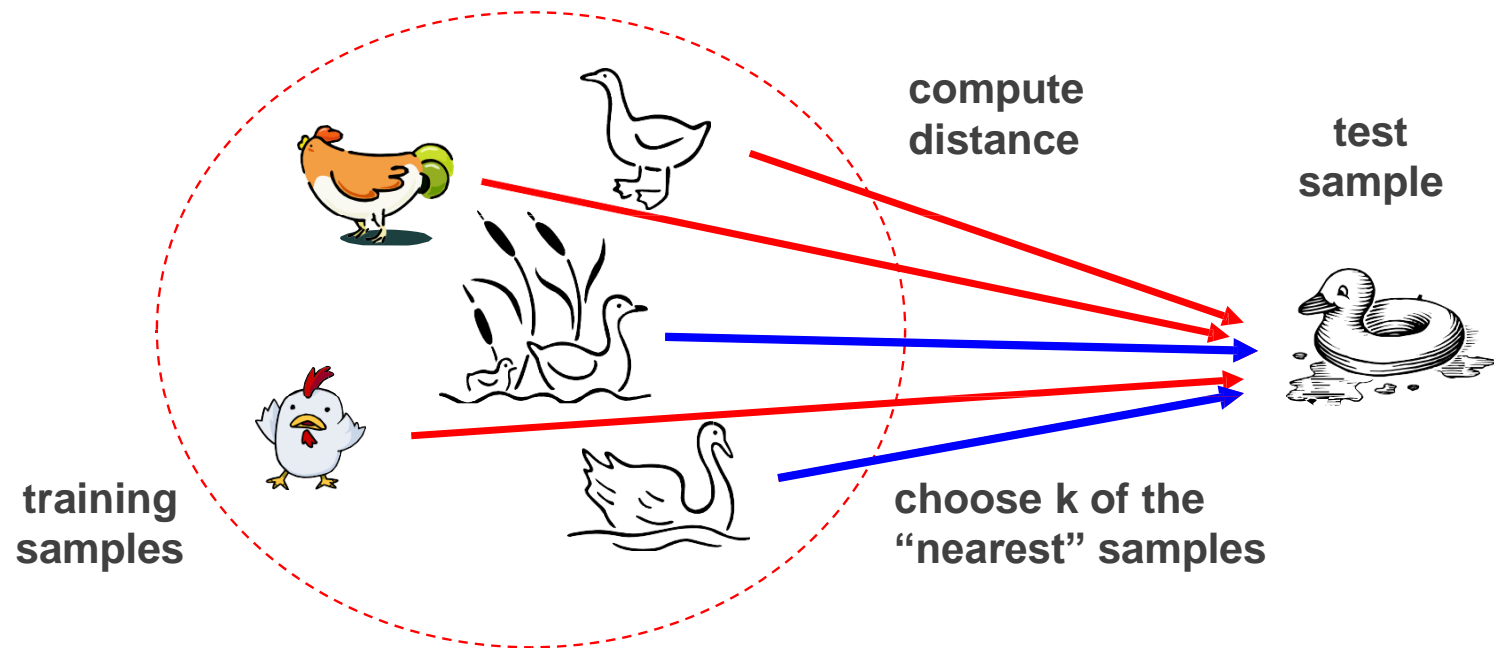 compute
distance
test
sample
training
samples
choose k of the
“nearest” samples